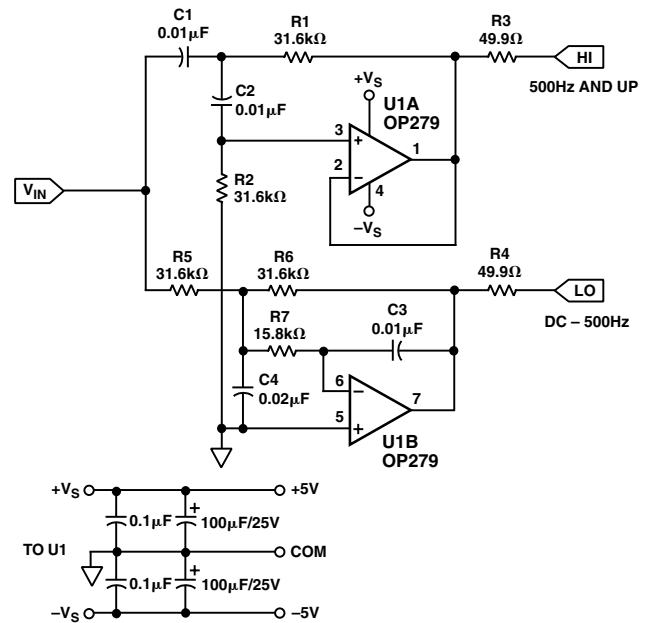 C1
0.01μF
R1
31.6kΩ
R3
49.9Ω
HI
500Hz AND UP
C2
0.01μF
+VS
U1A
OP279
3
+
1
2
−
4
−VS
R2
31.6kΩ
VIN
R5
31.6kΩ
R6
31.6kΩ
R4
49.9Ω
LO
DC – 500Hz
R7
15.8kΩ
C3
0.01μF
C4
0.02μF
6
−
7
5
+
U1B
OP279
+VS
+5V
0.1μF
+
100μF/25V
TO U1
COM
0.1μF
+
100μF/25V
−VS
−5V